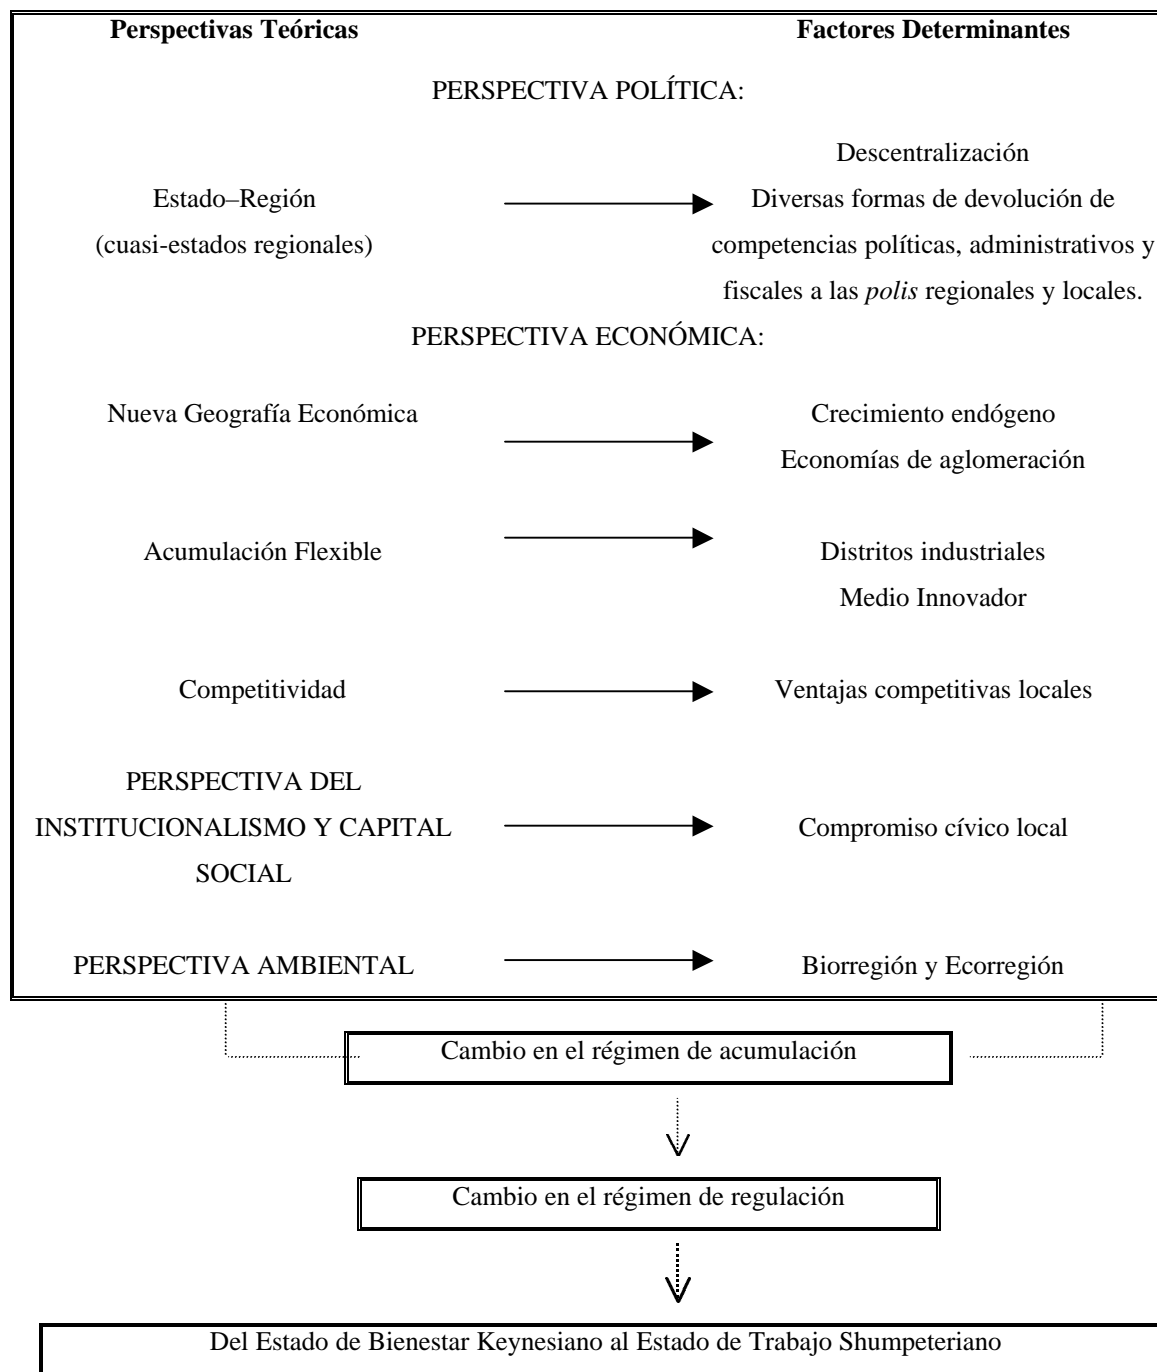 Perspectivas Teóricas
Factores Determinantes
PERSPECTIVA POLÍTICA:
Estado–Región
(cuasi-estados regionales)
Descentralización
Diversas formas de devolución de
competencias políticas, administrativos y
fiscales a las polis regionales y locales.
PERSPECTIVA ECONÓMICA:
Nueva Geografía Económica
Crecimiento endógeno
Economías de aglomeración
Acumulación Flexible
Distritos industriales
Medio Innovador
Competitividad
Ventajas competitivas locales
PERSPECTIVA DEL
INSTITUCIONALISMO Y CAPITAL
SOCIAL
Compromiso cívico local
PERSPECTIVA AMBIENTAL
Biorregión y Ecorregión
Cambio en el régimen de acumulación
Cambio en el régimen de regulación
Del Estado de Bienestar Keynesiano al Estado de Trabajo Shumpeteriano